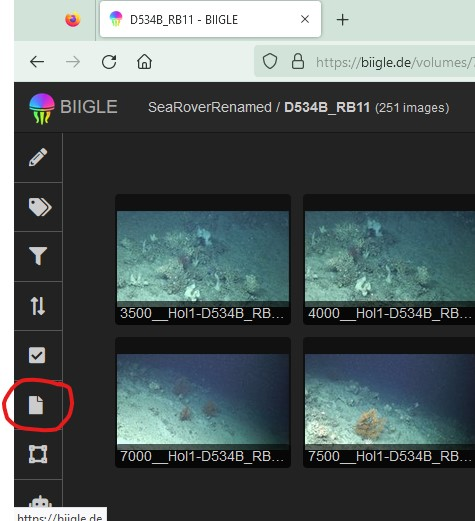 D534B_RB11 - BIIGLE
https://biigle.de/volumes/
BIIGLE SeaRoverRenamed / D534B_RB11 (251 images)
3500__Hol1-D534B_RB...
4000__Hol1-D534B_RB...
7000__Hol1-D534B_RB...
7500__Hol1-D534B_RB...
https://biigle.de